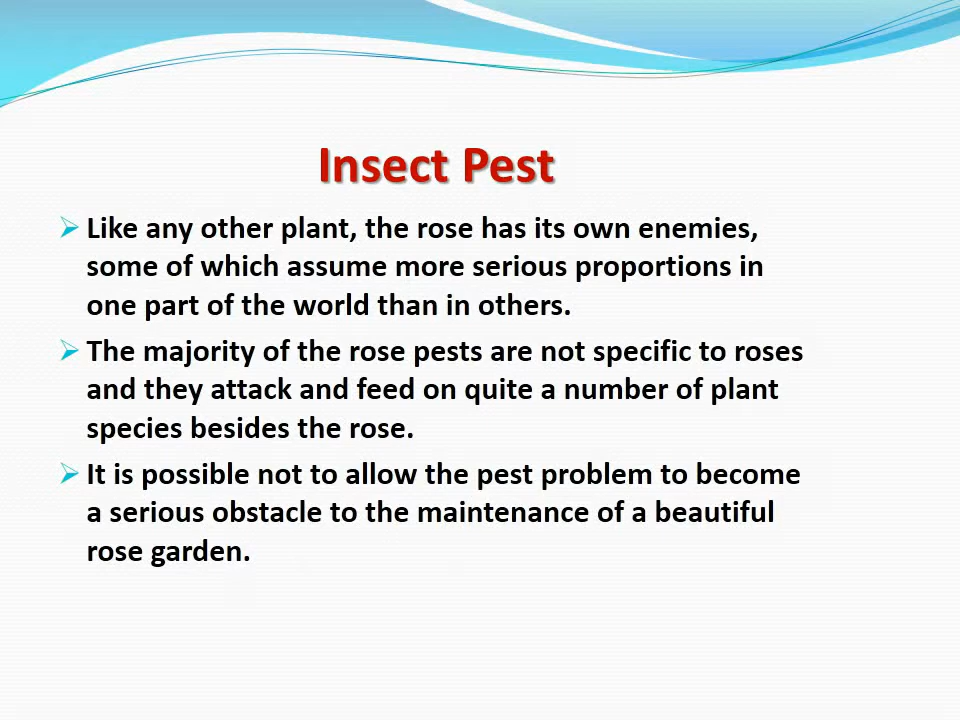 Insect Pest
Like any other plant, the rose has its own enemies,
some of which assume more serious proportions in
one part of the world than in others.
The majority of the rose pests are not specific to roses
and they attack and feed on quite a number of plant
species besides the rose.
It is possible not to allow the pest problem to become
a serious obstacle to the maintenance of a beautiful
rose garden.